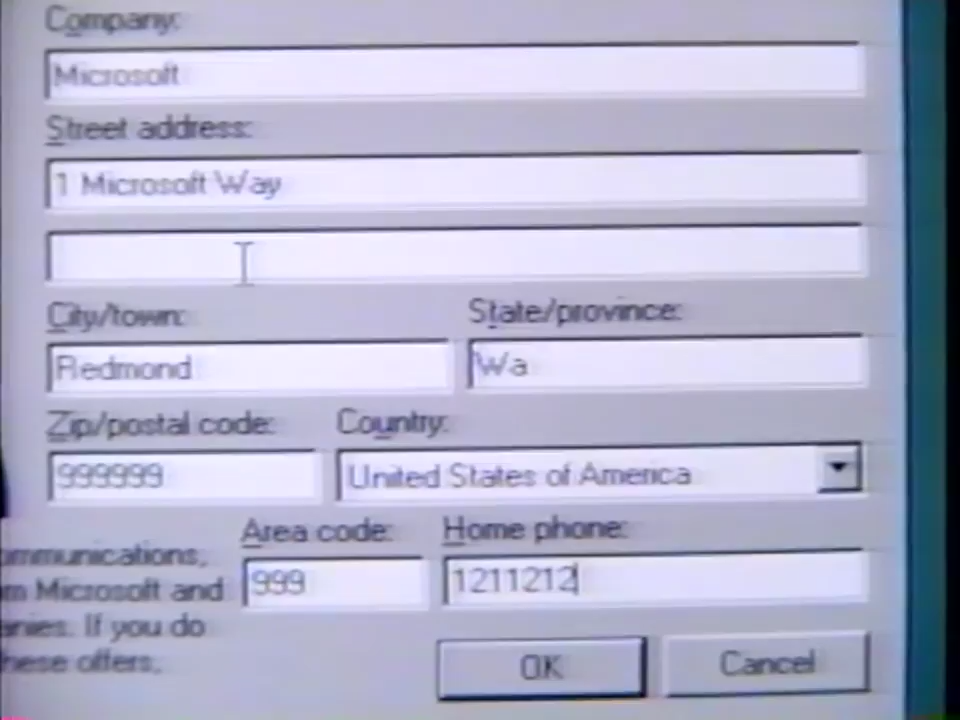 Company:
Microsoft
Street address:
1 Microsoft Way
City/town: State/province:
Redmond Wa
Zip/postal code: Country:
999999 United States of America
Area code: Home phone:
ommunications,
999 1211212
om Microsoft and
anies. If you do
hese offers,
OK Cancel